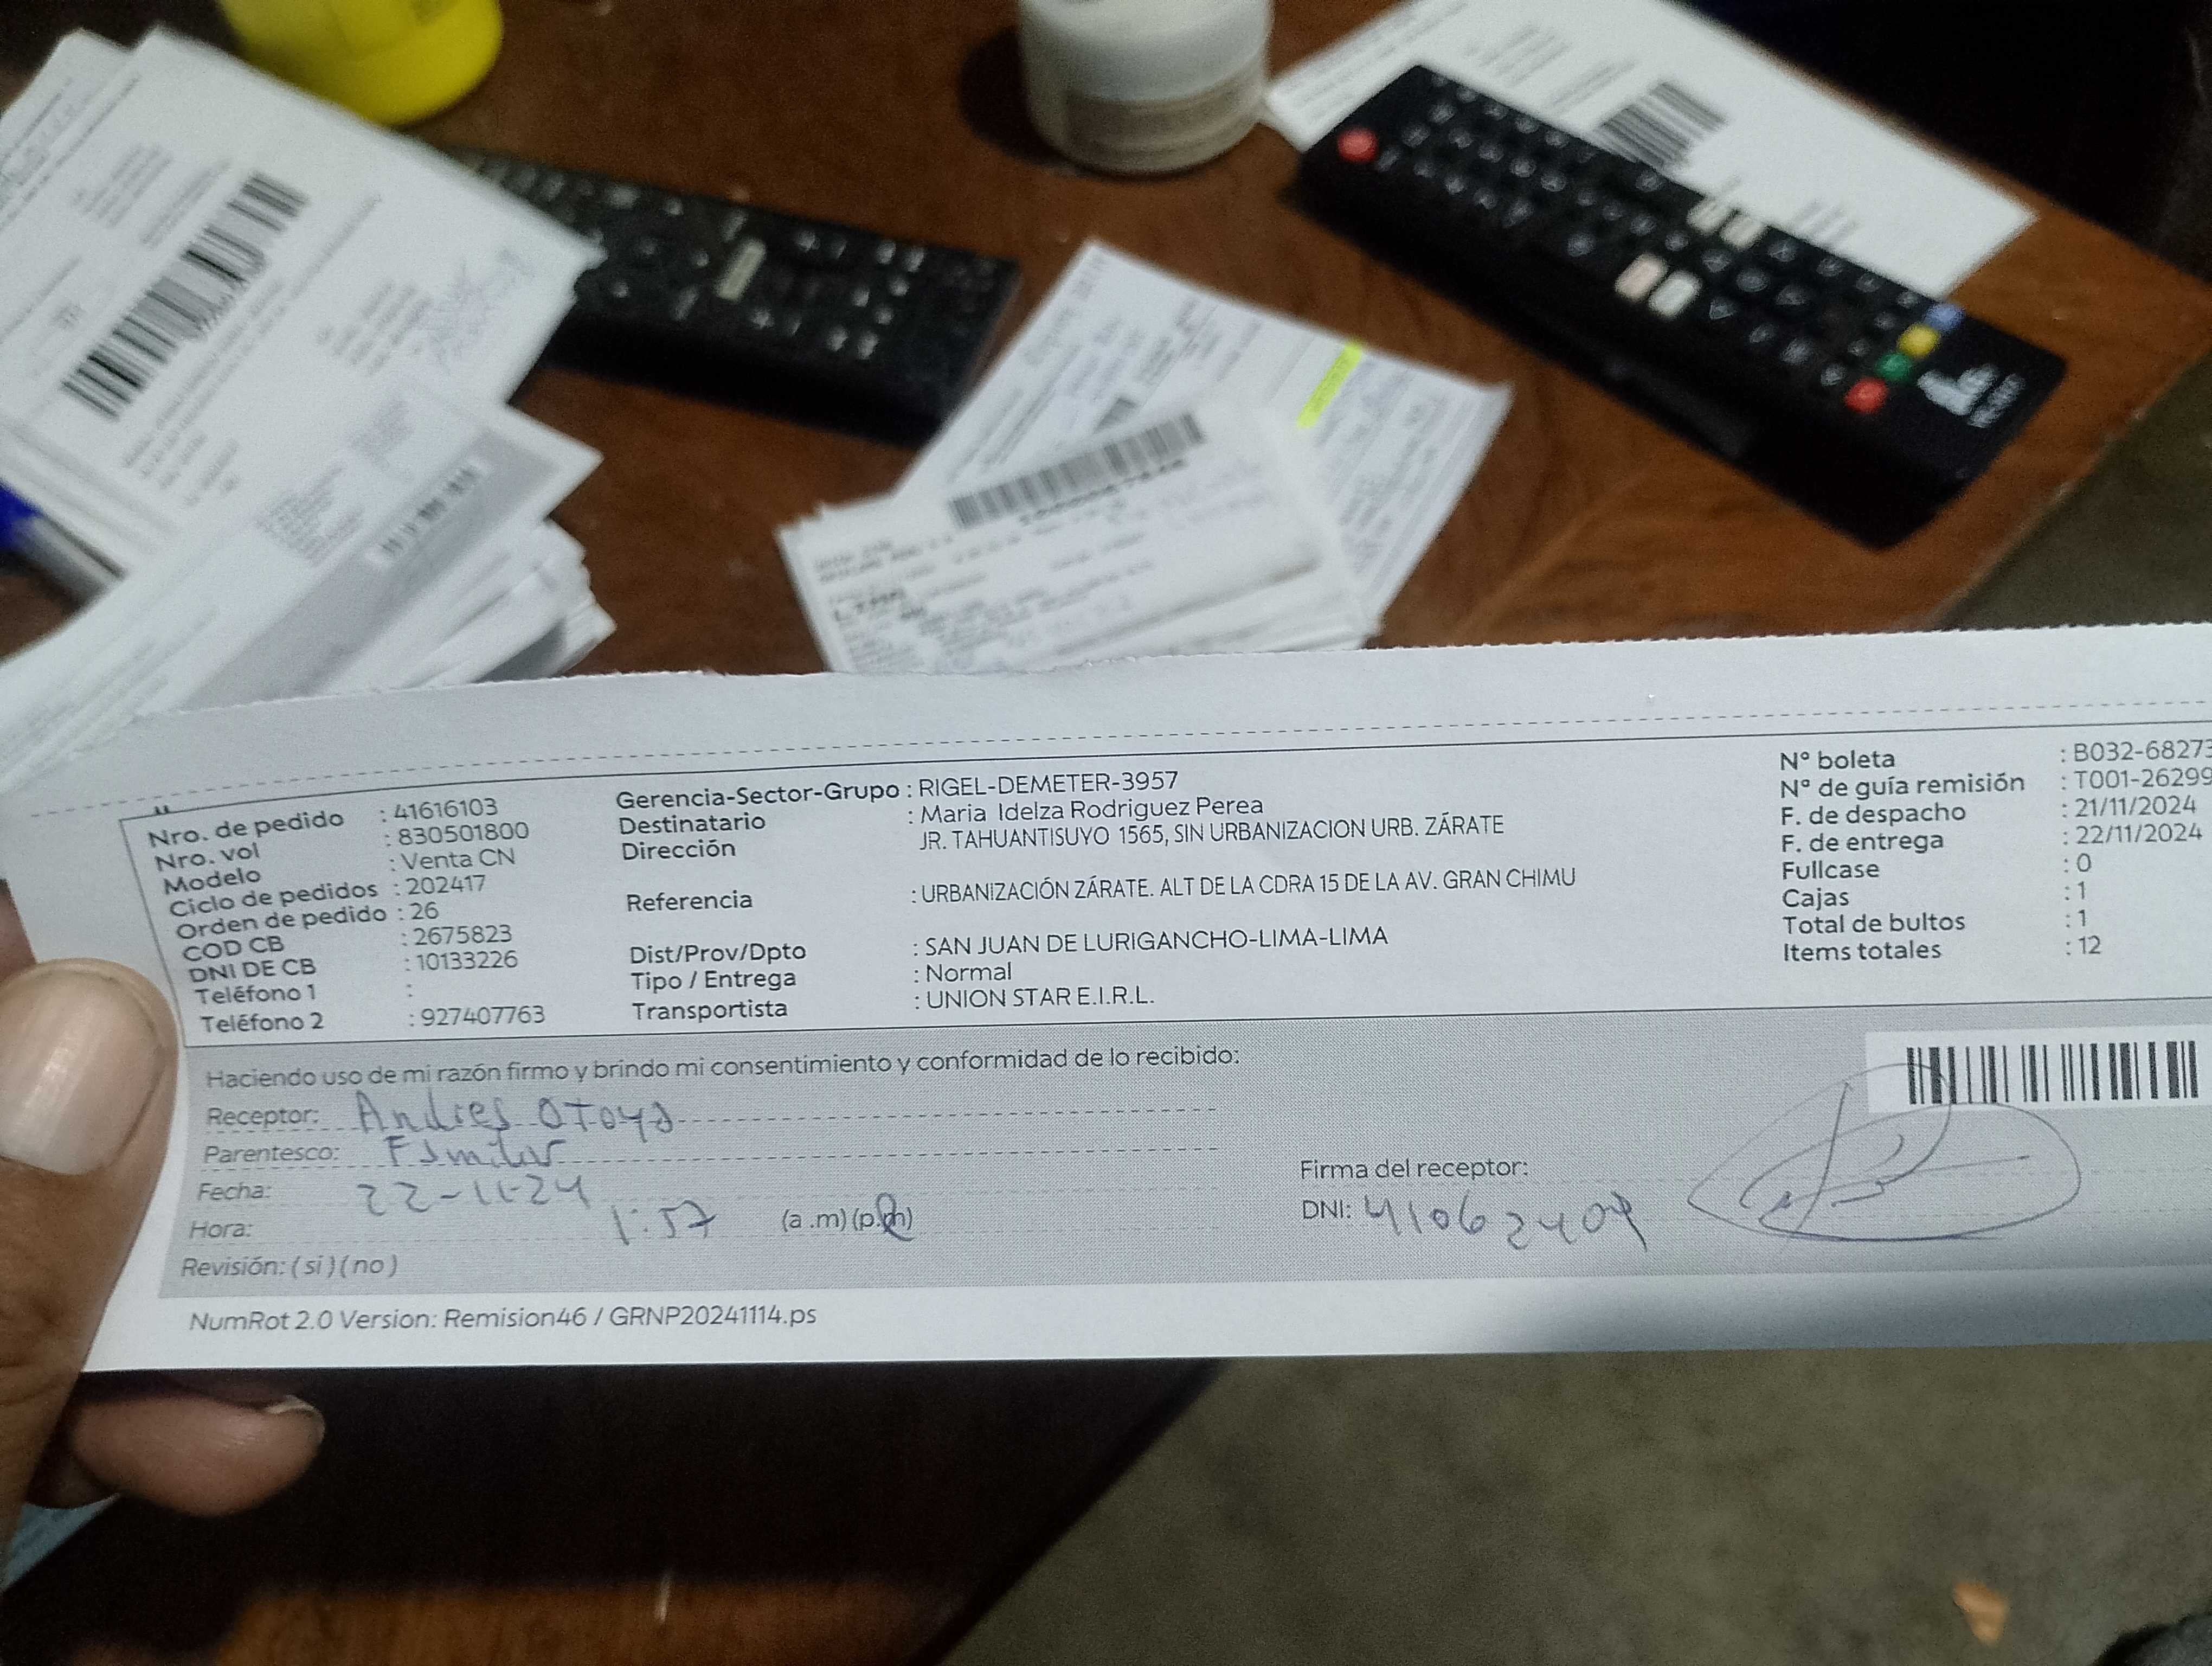 Nro. de pedido : 41616103
Nro. vol : 830501800
Modelo : Venta CN
Ciclo de pedidos : 202417
Orden de pedido : 26
COD CB : 2675823
DNI DE CB : 10133226
Teléfono 1 :
Teléfono 2 : 927407763
Gerencia-Sector-Grupo : RIGEL-DEMETER-3957
Destinatario : Maria Idelza Rodriguez Perea
Dirección JR. TAHUANTISUYO 1565, SIN URBANIZACION URB. ZÁRATE
Referencia : URBANIZACIÓN ZÁRATE. ALT DE LA CDRA 15 DE LA AV. GRAN CHIMU
Dist/Prov/Dpto : SAN JUAN DE LURIGANCHO-LIMA-LIMA
Tipo / Entrega : Normal
Transportista : UNION STAR E.I.R.L.
N° boleta : B032-68273
N° de guía remisión : T001-26299
F. de despacho : 21/11/2024
F. de entrega : 22/11/2024
Fullcase : 0
Cajas : 1
Total de bultos : 1
Items totales : 12
Haciendo uso de mi razón firmo y brindo mi consentimiento y conformidad de lo recibido:
Receptor: Andres Otoya
Parentesco: Familiar
Fecha: 22-11-24
Hora: 1:57 (a.m) (p.m)
Revisión: (si) (no)
Firma del receptor:
DNI: 41062409
NumRot 2.0 Version: Remision46 / GRNP20241114.ps